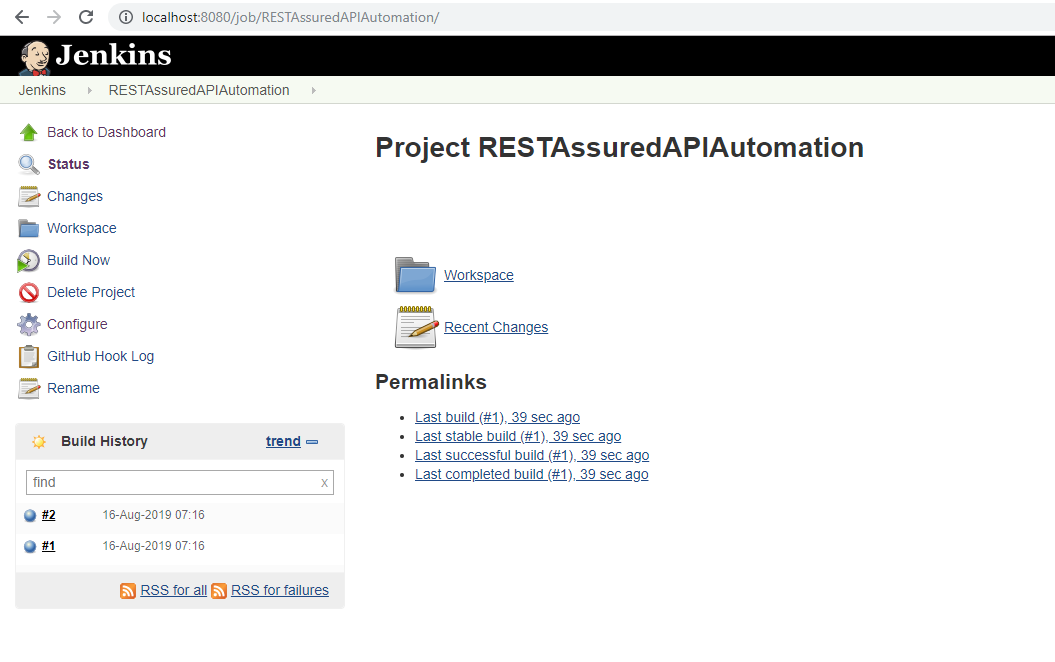 localhost:8080/job/RESTAssuredAPIAutomation/
Jenkins
Jenkins RESTAssuredAPIAutomation
Back to Dashboard
Status
Changes
Workspace
Build Now
Delete Project
Configure
GitHub Hook Log
Rename
Build History trend
find x
#2 16-Aug-2019 07:16
#1 16-Aug-2019 07:16
RSS for all RSS for failures
Project RESTAssuredAPIAutomation
Workspace
Recent Changes
Permalinks
Last build (#1), 39 sec ago
Last stable build (#1), 39 sec ago
Last successful build (#1), 39 sec ago
Last completed build (#1), 39 sec ago